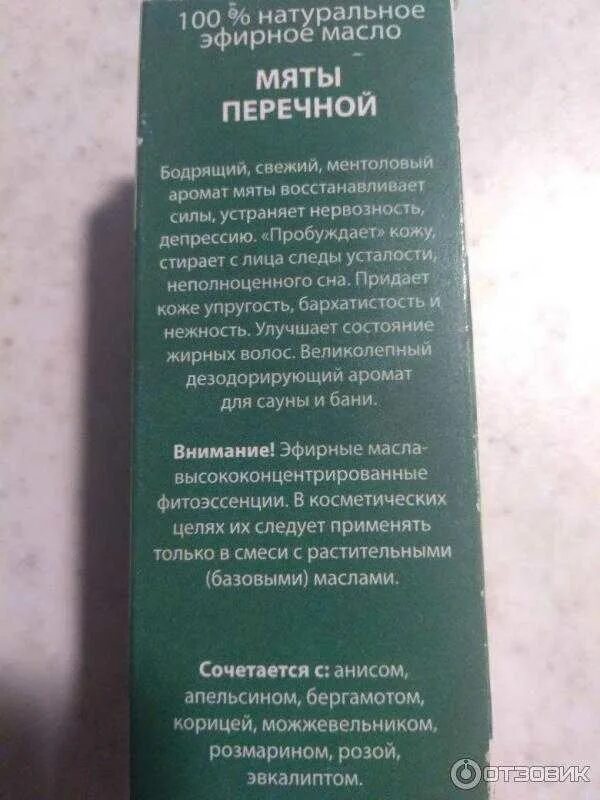 100 % натуральное
эфирное масло
МЯТЫ
ПЕРЕЧНОЙ
Бодрящий, свежий, ментоловый
аромат мяты восстанавливает
силы, устраняет нервозность,
депрессию. «Пробуждает» кожу,
стирает с лица следы усталости,
неполноценного сна. Придает
коже упругость, бархатистость и
нежность. Улучшает состояние
жирных волос. Великолепный
дезодорирующий аромат
для сауны и бани.
Внимание! Эфирные масла-
высококонцентрированные
фитоэссенции. В косметических
целях их следует применять
только в смеси с растительными
(базовыми) маслами.
Сочетается с: анисом,
апельсином, бергамотом,
корицей, можжевельником,
розмарином, розой,
эвкалиптом.
ОТЗОВИК